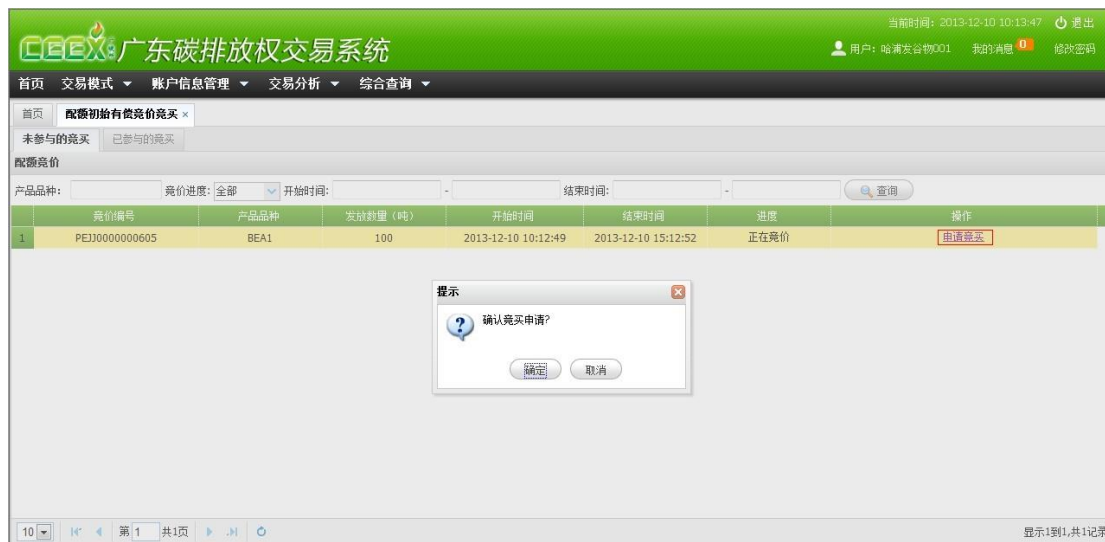 当前时间: 2013-12-10 10:13:47 退出
CEEX 广东碳排放权交易系统
用户: 哈浦发谷物001 我的消息 0 修改密码
首页 交易模式 账户信息管理 交易分析 综合查询
首页 配额初始有偿竞价竞买 ×
未参与的竞买 已参与的竞买
配额竞价
产品品种: 竞价进度: 全部 开始时间: - 结束时间: - 查询
竞价编号 产品品种 发放数量（吨） 开始时间 结束时间 进度 操作
1 PEJJ0000000605 BEA1 100 2013-12-10 10:12:49 2013-12-10 15:12:52 正在竞价 申请竞买
提示
确认竞买申请?
确定 取消
10 第 1 共1页 显示1到1,共1记录